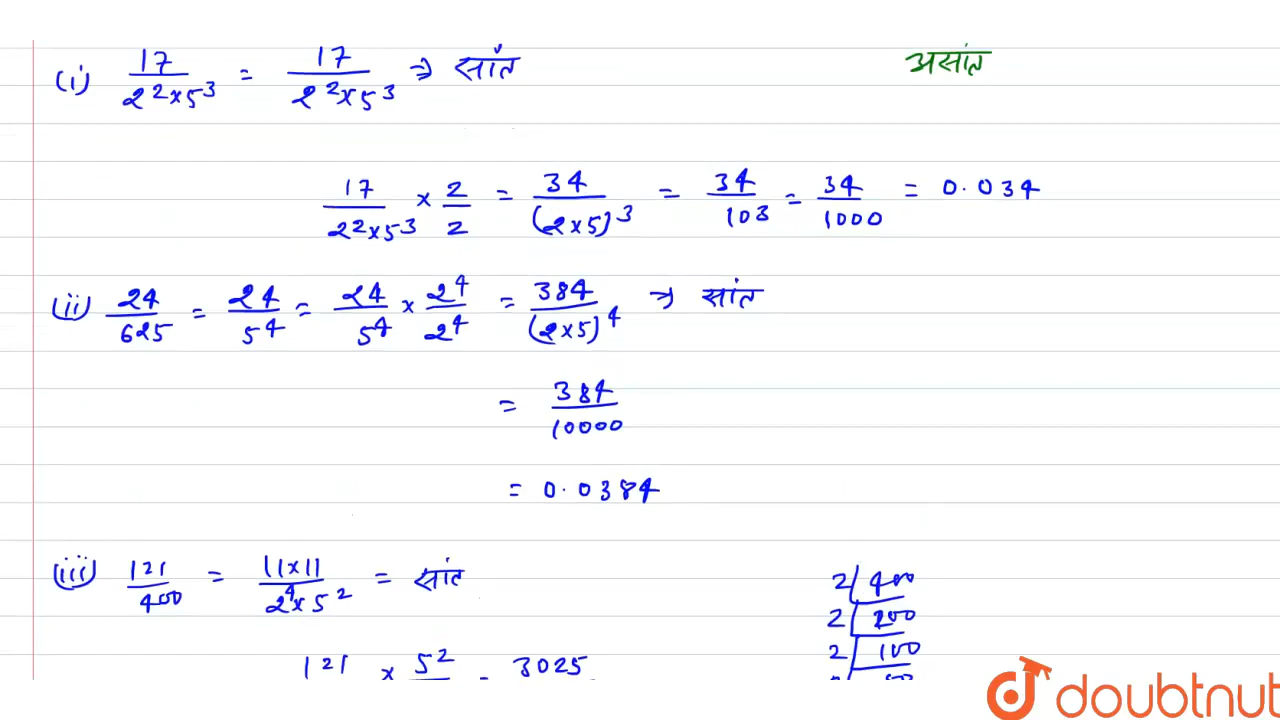 (i) 17/2²×5³ = 17/2²×5³ ⇒ सांत असांत
17/2²×5³ × 2/2 = 34/(2×5)³ = 34/10³ = 34/1000 = 0.034
(ii) 24/625 = 24/5⁴ = 24/5⁴ × 2⁴/2⁴ = 384/(2×5)⁴ ⇒ सांत
= 384/10000
= 0.0384
(iii) 121/400 = 11×11/2⁴×5² = सांत
2 400
2 200
2 100
121 × 5² = 3025
doubtnut